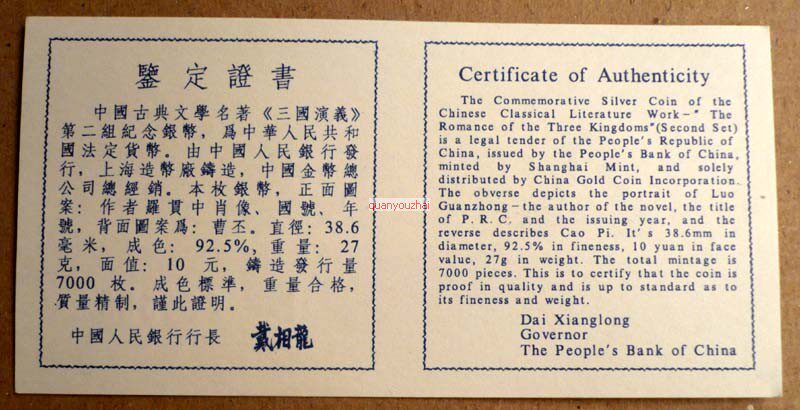 鑒定證書
中國古典文學名著《三國演義》
第二組紀念銀幣，爲中華人民共和
國法定貨幣。由中國人民銀行發
行，上海造幣廠鑄造，中國金幣總
公司總經銷。本枚銀幣，正面圖
案：作者羅貫中肖像、國號、年
號，背面圖案爲：曹丕。直徑：38.6
毫米，成色：92.5%，重量：27
克，面值：10 元，鑄造發行量
7000 枚。成色標準，重量合格，
質量精制，謹此證明。
中國人民銀行行長 戴相龍
quanyouzhai
Certificate of Authenticity
The Commemorative Silver Coin of the
Chinese Classical Literature Work-" The
Romance of the Three Kingdoms"(Second Set)
is a legal tender of the People's Republic of
China, issued by the People's Bank of China,
minted by Shanghai Mint, and solely
distributed by China Gold Coin Incorporation.
The obverse depicts the portrait of Luo
Guanzhong-the author of the novel, the title
of P.R.C. and the issuing year, and the
reverse describes Cao Pi. It's 38.6mm in
diameter, 92.5% in fineness, 10 yuan in face
value, 27g in weight. The total mintage is
7000 pieces. This is to certify that the coin is
proof in quality and is up to standard as to
its fineness and weight.
Dai Xianglong
Governor
The People's Bank of China